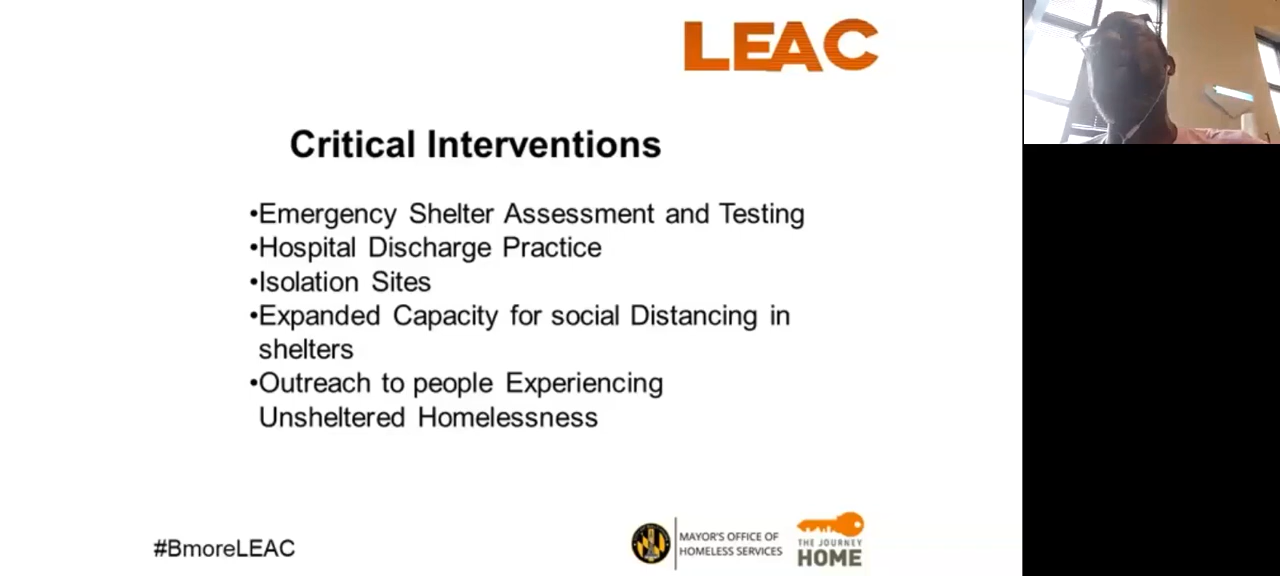 LEAC
Critical Interventions
•Emergency Shelter Assessment and Testing
•Hospital Discharge Practice
•Isolation Sites
•Expanded Capacity for social Distancing in
shelters
•Outreach to people Experiencing
Unsheltered Homelessness
#BmoreLEAC
MAYOR'S OFFICE OF
HOMELESS SERVICES
THE JOURNEY
HOME